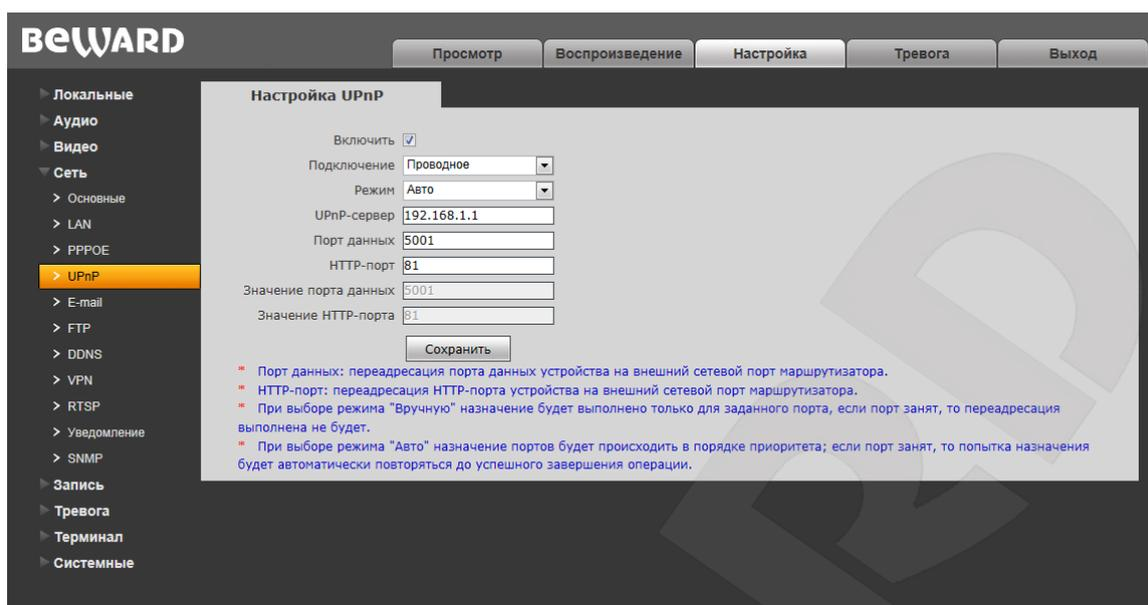 BEWARD
Просмотр Воспроизведение Настройка Тревога Выход
Локальные
Аудио
Видео
Сеть
Основные
LAN
PPPOE
UPnP
E-mail
FTP
DDNS
VPN
RTSP
Уведомление
SNMP
Запись
Тревога
Терминал
Системные
Настройка UPnP
Включить
Подключение Проводное
Режим Авто
UPnP-сервер 192.168.1.1
Порт данных 5001
HTTP-порт 81
Значение порта данных 5001
Значение HTTP-порта 81
Сохранить
* Порт данных: переадресация порта данных устройства на внешний сетевой порт маршрутизатора.
* HTTP-порт: переадресация HTTP-порта устройства на внешний сетевой порт маршрутизатора.
* При выборе режима "Вручную" назначение будет выполнено только для заданного порта, если порт занят, то переадресация
выполнена не будет.
* При выборе режима "Авто" назначение портов будет происходить в порядке приоритета; если порт занят, то попытка назначения
будет автоматически повторяться до успешного завершения операции.